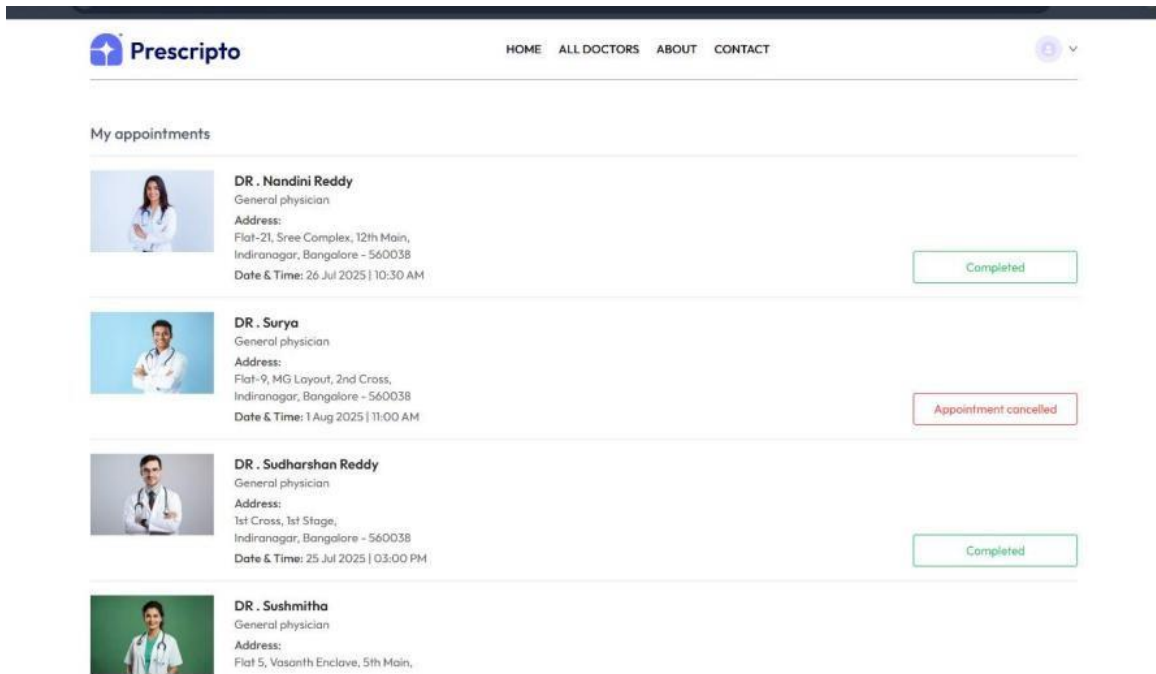 Prescripto
HOME ALL DOCTORS ABOUT CONTACT
My appointments
DR . Nandini Reddy
General physician
Address:
Flat-21, Sree Complex, 12th Main,
Indiranagar, Bangalore - 560038
Date & Time: 26 Jul 2025 | 10:30 AM
Completed
DR . Surya
General physician
Address:
Flat-9, MG Layout, 2nd Cross,
Indiranagar, Bangalore - 560038
Date & Time: 1 Aug 2025 | 11:00 AM
Appointment cancelled
DR . Sudharshan Reddy
General physician
Address:
1st Cross, 1st Stage,
Indiranagar, Bangalore - 560038
Date & Time: 25 Jul 2025 | 03:00 PM
Completed
DR . Sushmitha
General physician
Address:
Flat 5, Vasanth Enclave, 5th Main,